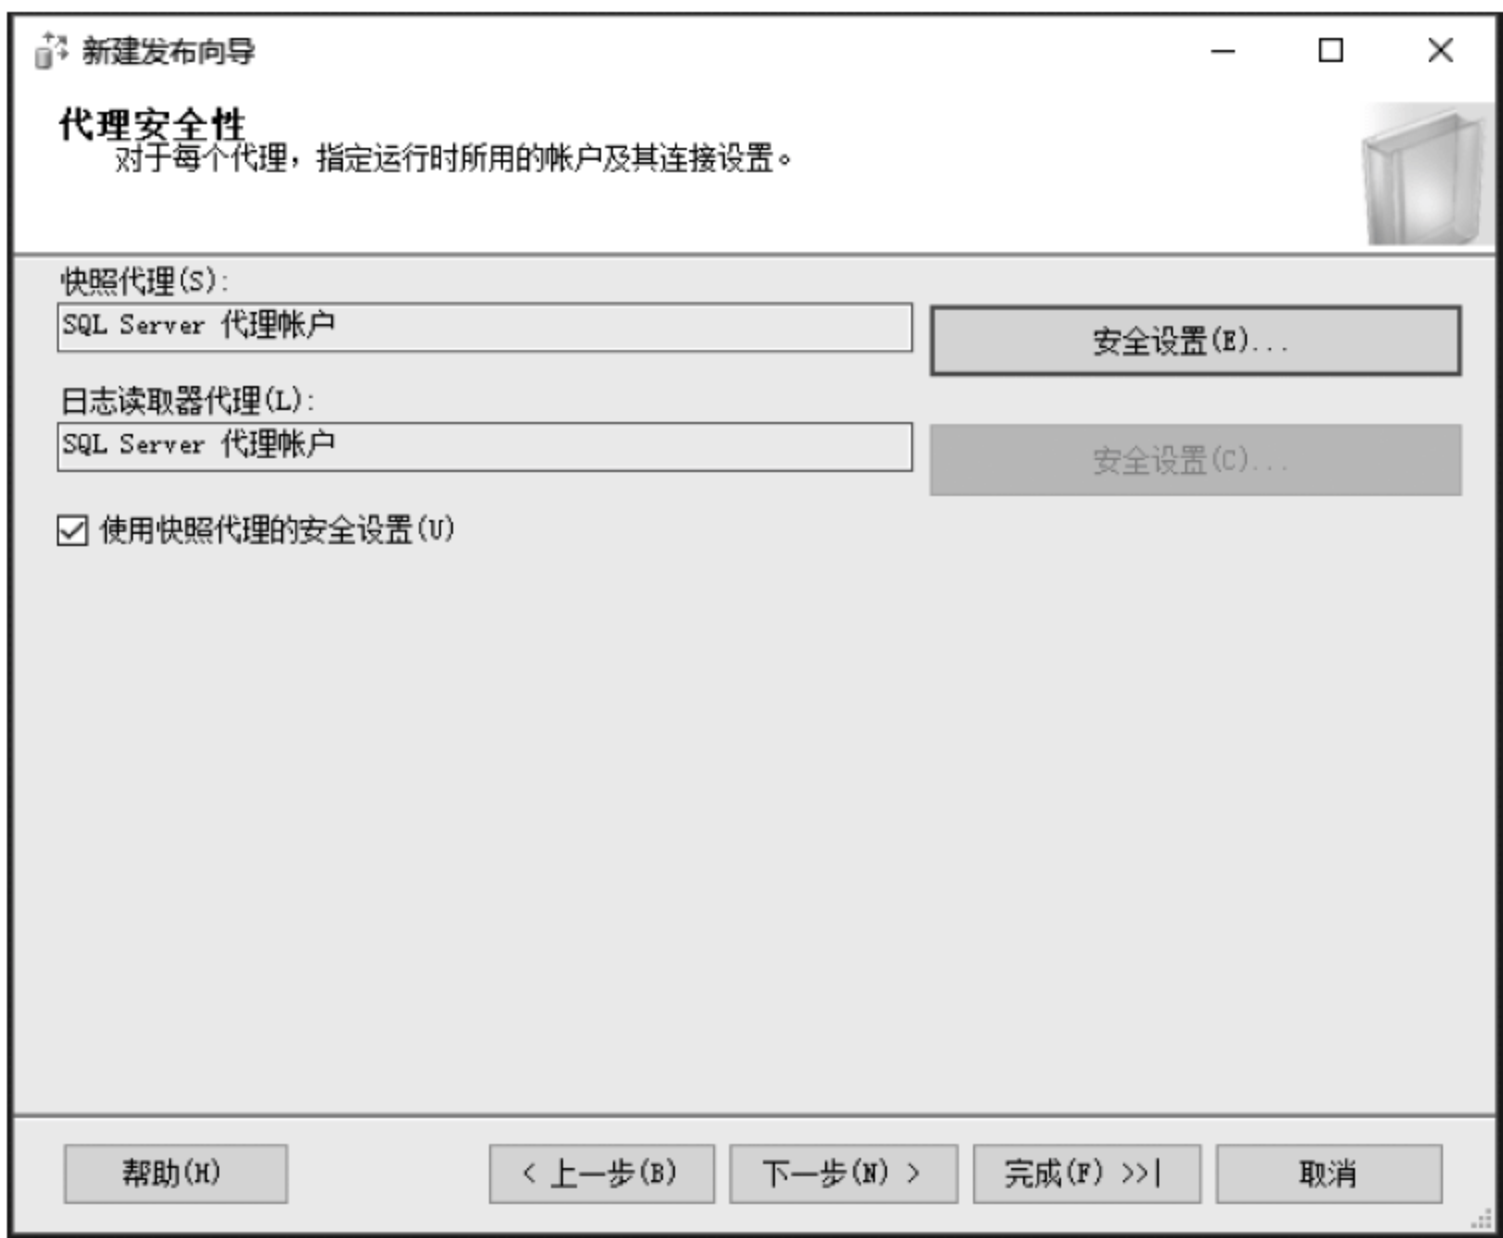 新建发布向导
代理安全性
对于每个代理，指定运行时所用的帐户及其连接设置。
快照代理(S):
SQL Server 代理帐户
安全设置(E)...
日志读取器代理(L):
SQL Server 代理帐户
安全设置(C)...
使用快照代理的安全设置(U)
帮助(H)
< 上一步(B)
下一步(N) >
完成(F) >>|
取消